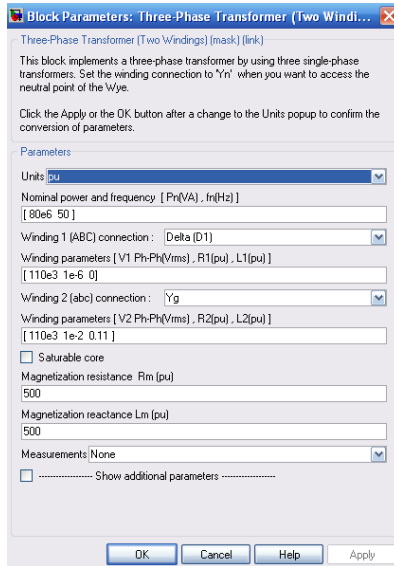 Block Parameters: Three-Phase Transformer (Two Windi...
Three-Phase Transformer (Two Windings) (mask) (link)
This block implements a three-phase transformer by using three single-phase
transformers. Set the winding connection to 'Yn' when you want to access the
neutral point of the Wye.
Click the Apply or the OK button after a change to the Units popup to confirm the
conversion of parameters.
Parameters
Units pu
Nominal power and frequency [ Pn(VA) , fn(Hz) ]
[ 80e6 50 ]
Winding 1 (ABC) connection : Delta (D1)
Winding parameters [ V1 Ph-Ph(Vrms) , R1(pu) , L1(pu) ]
[ 110e3 1e-6 0]
Winding 2 (abc) connection : Yg
Winding parameters [ V2 Ph-Ph(Vrms) , R2(pu) , L2(pu) ]
[ 110e3 1e-2 0.11 ]
Saturable core
Magnetization resistance Rm (pu)
500
Magnetization reactance Lm (pu)
500
Measurements None
------------------ Show additional parameters ------------------
OK Cancel Help Apply